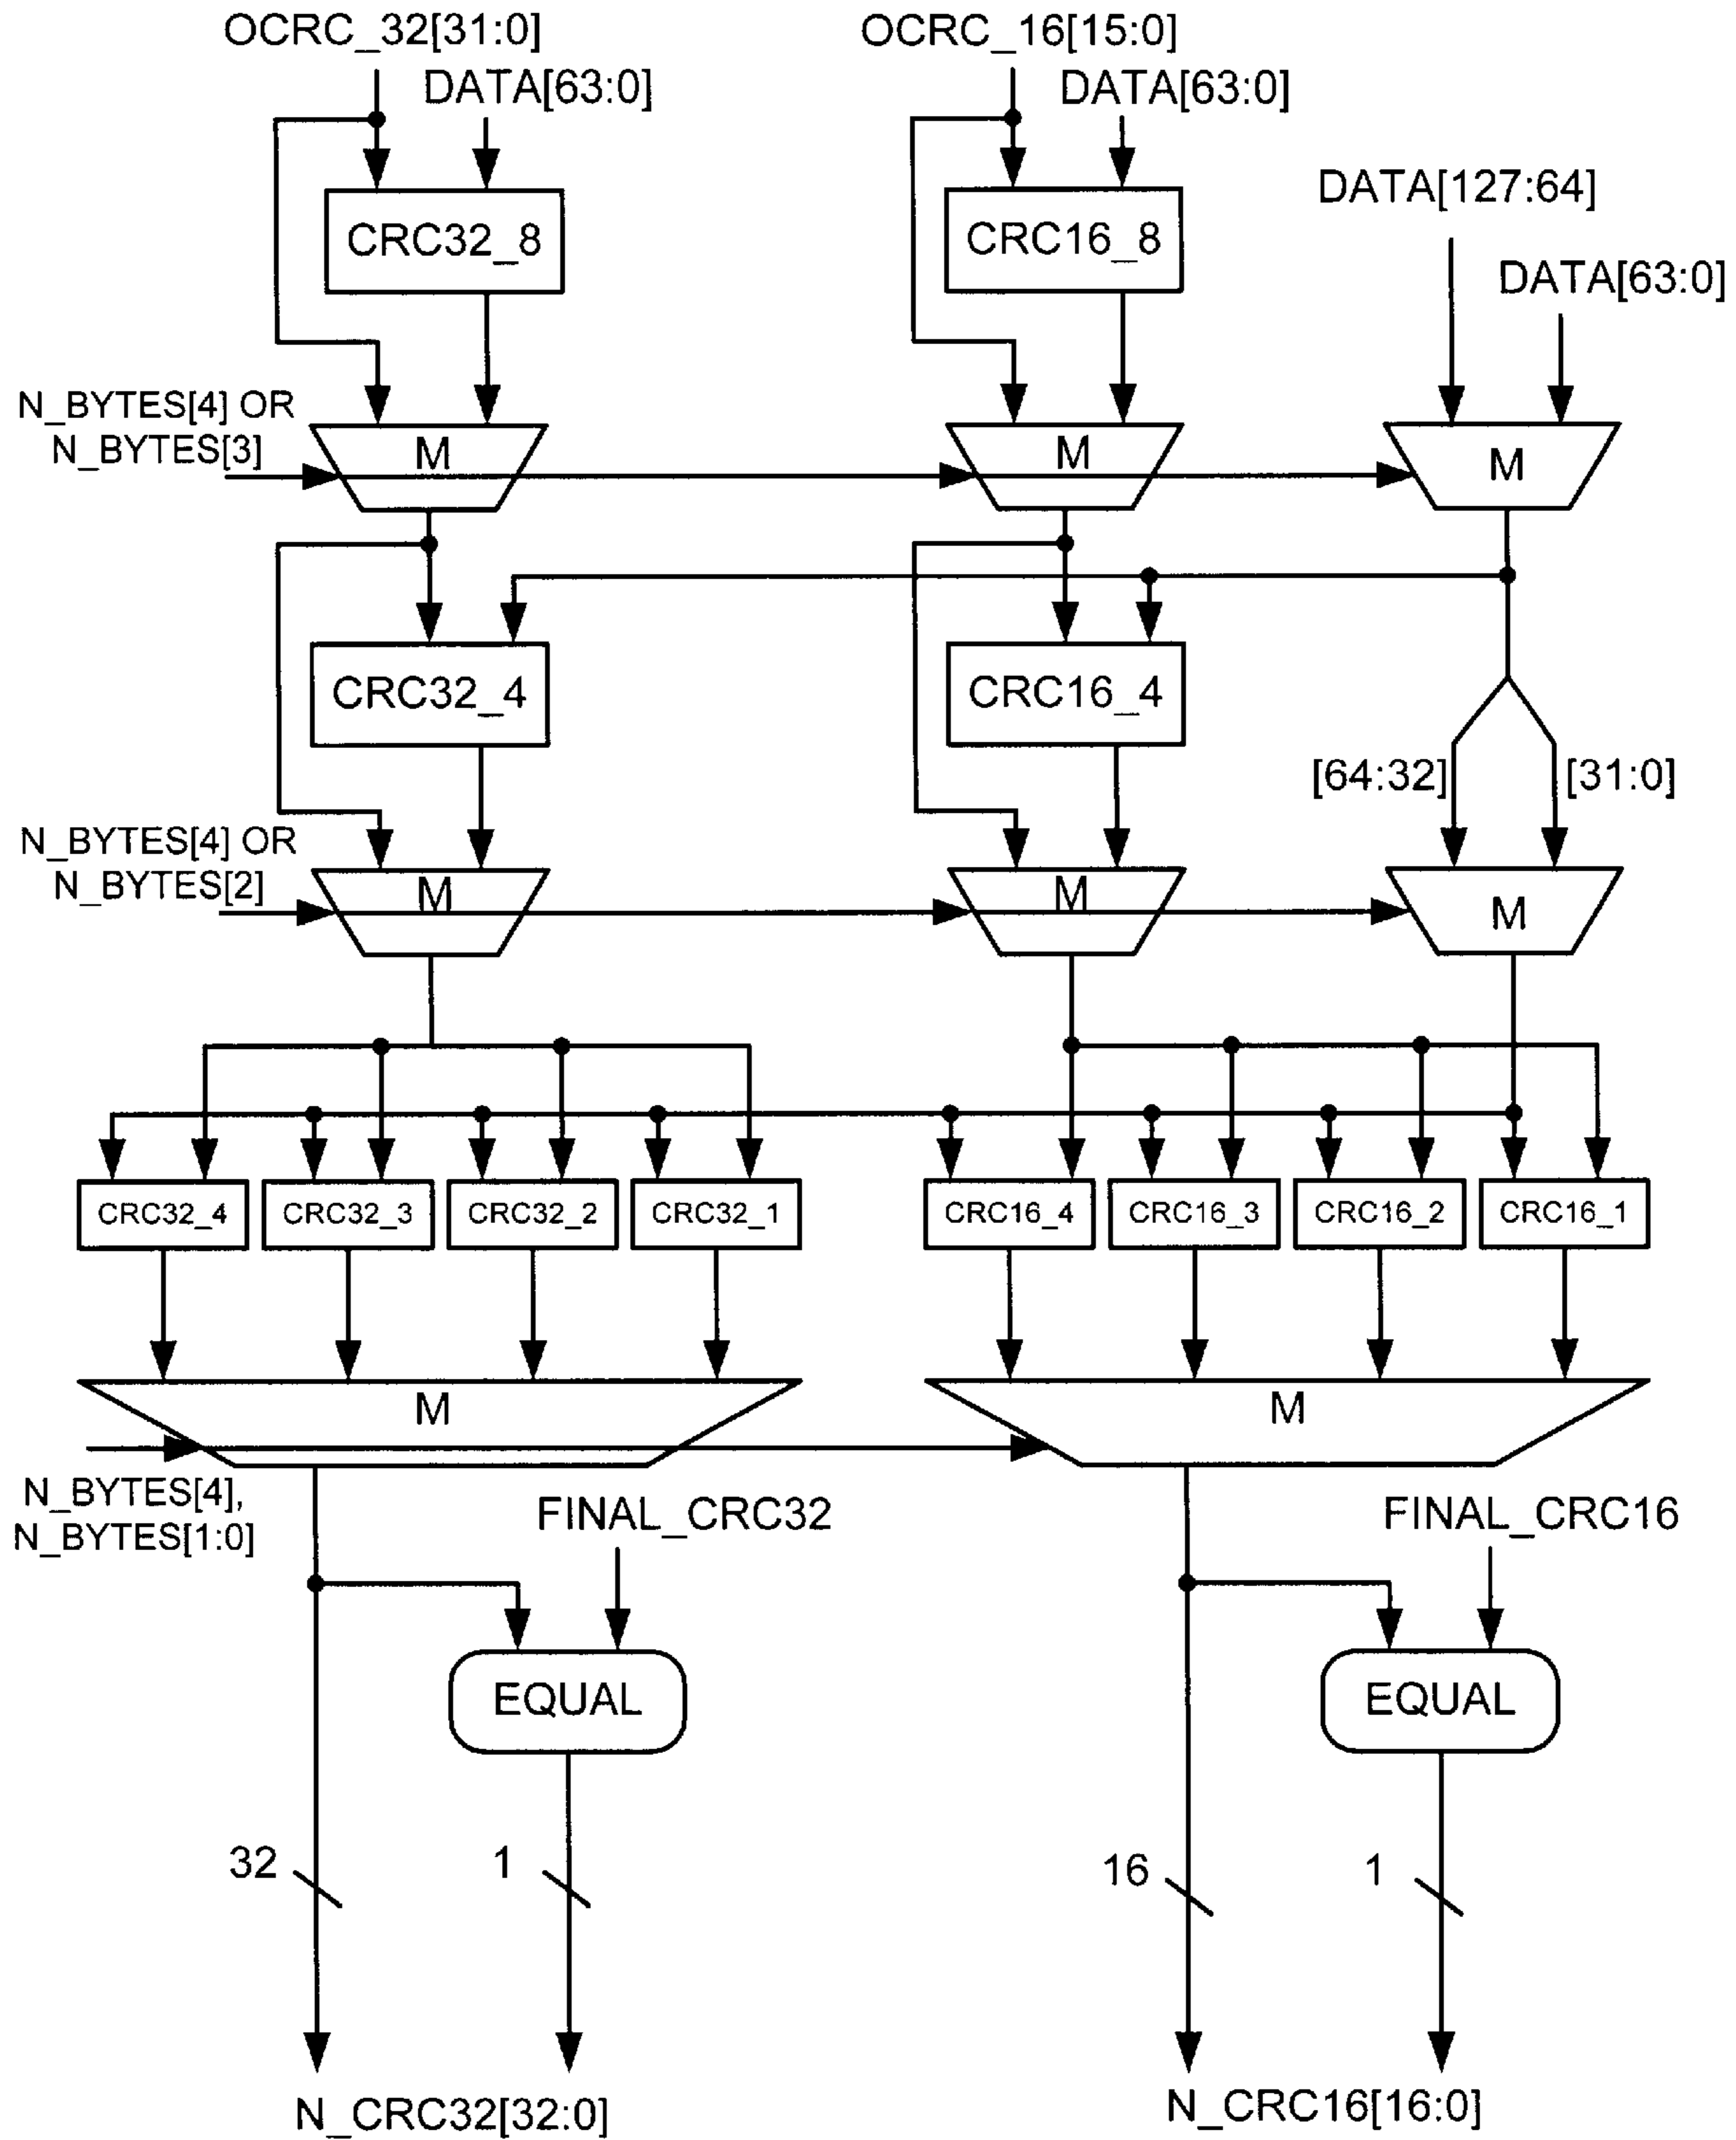 OCRC_32[31:0]
OCRC_16[15:0]
DATA[63:0]
DATA[63:0]
DATA[127:64]
CRC32_8
CRC16_8
DATA[63:0]
N_BYTES[4] OR
N_BYTES[3]
M
M
M
CRC32_4
CRC16_4
[64:32]
[31:0]
N_BYTES[4] OR
N_BYTES[2]
M
M
M
CRC32_4
CRC32_3
CRC32_2
CRC32_1
CRC16_4
CRC16_3
CRC16_2
CRC16_1
M
M
N_BYTES[4],
N_BYTES[1:0]
FINAL_CRC32
FINAL_CRC16
EQUAL
EQUAL
32
1
16
1
N_CRC32[32:0]
N_CRC16[16:0]